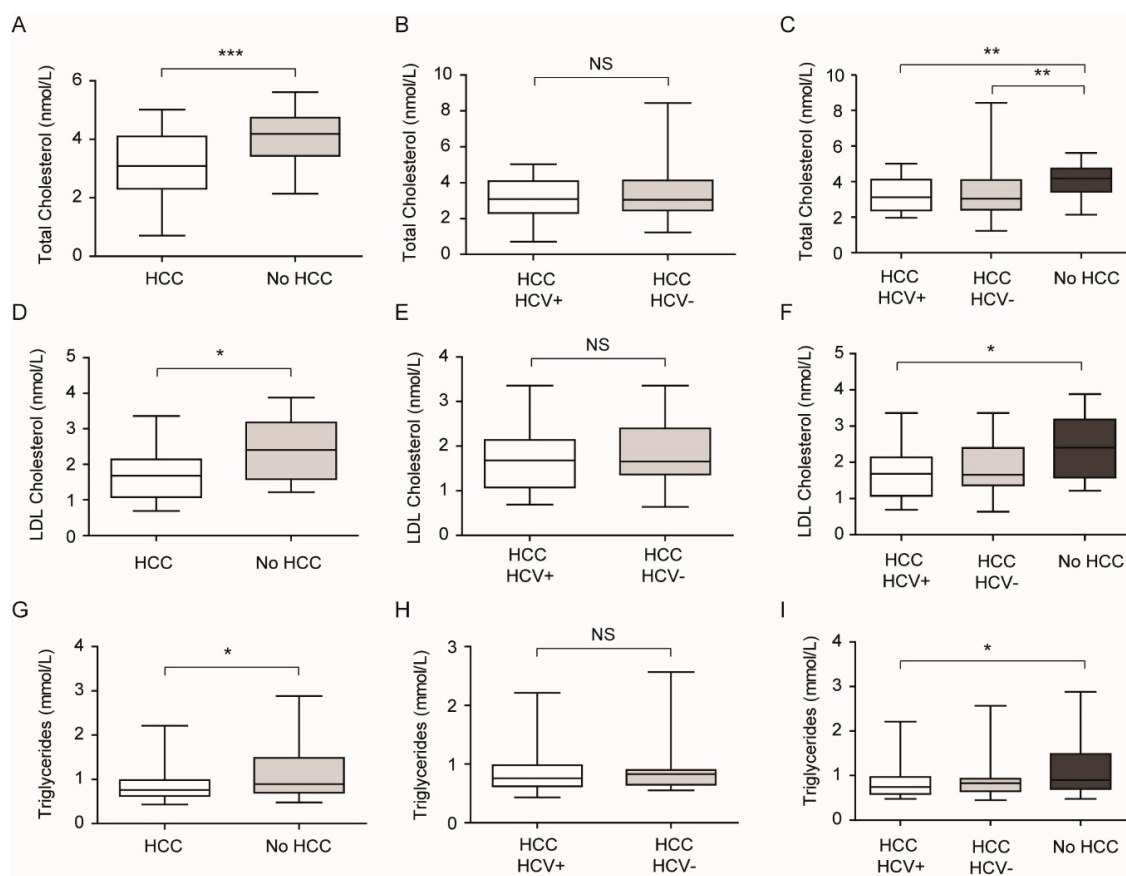 A
Total Cholesterol (nmol/L)
6
4
2
0
***
HCC
No HCC
B
Total Cholesterol (nmol/L)
10
8
6
4
2
0
NS
HCC
HCV+
HCC
HCV-
C
Total Cholesterol (nmol/L)
10
8
6
4
2
0
**
**
HCC
HCV+
HCC
HCV-
No HCC
D
LDL Cholesterol (nmol/L)
5
4
3
2
1
0
*
HCC
No HCC
E
LDL Cholesterol (nmol/L)
4
3
2
1
0
NS
HCC
HCV+
HCC
HCV-
F
LDL Cholesterol (nmol/L)
5
4
3
2
1
0
*
HCC
HCV+
HCC
HCV-
No HCC
G
Triglycerides (mmol/L)
4
3
2
1
0
*
HCC
No HCC
H
Triglycerides (mmol/L)
3
2
1
0
NS
HCC
HCV+
HCC
HCV-
I
Triglycerides (mmol/L)
4
3
2
1
0
*
HCC
HCV+
HCC
HCV-
No HCC